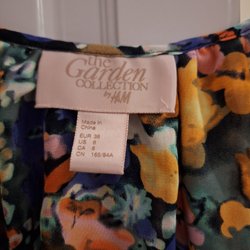 the
Garden
COLLECTION
by H&M
Made in
China
EUR 38
US 8
CA 8
CN 165/84A